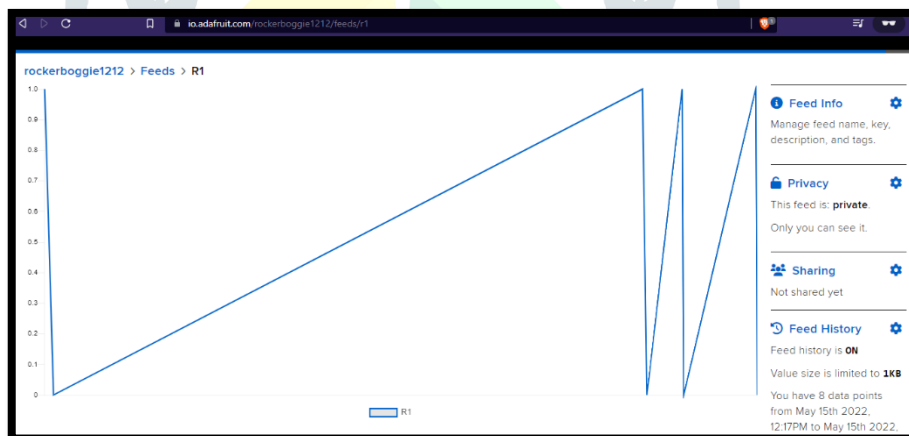 io.adafruit.com/rockerboggie1212/feeds/r1
rockerboggie1212 > Feeds > R1
1.0
0.9
0.8
0.7
0.6
0.5
0.4
0.3
0.2
0.1
0
R1
Feed Info
Manage feed name, key,
description, and tags.
Privacy
This feed is: private.
Only you can see it.
Sharing
Not shared yet
Feed History
Feed history is ON
Value size is limited to 1KB
You have 8 data points
from May 15th 2022,
12:17PM to May 15th 2022,